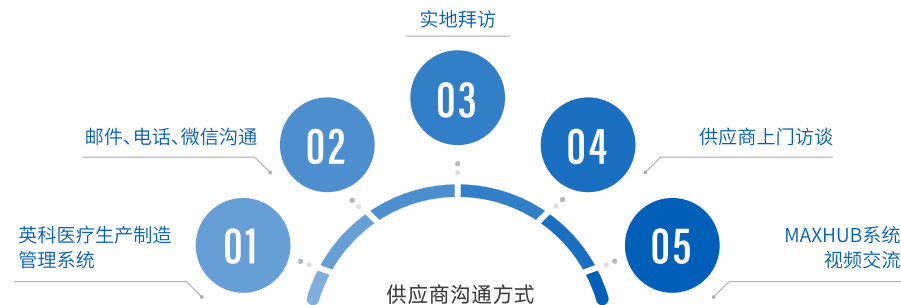 01
英科医疗生产制造
管理系统
02
邮件、电话、微信沟通
03
实地拜访
04
供应商上门访谈
05
MAXHUB系统
视频交流
供应商沟通方式